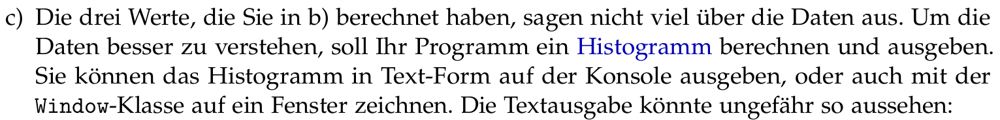 c) Die drei Werte, die Sie in b) berechnet haben, sagen nicht viel über die Daten aus. Um die
Daten besser zu verstehen, soll Ihr Programm ein Histogramm berechnen und ausgeben.
Sie können das Histogramm in Text-Form auf der Konsole ausgeben, oder auch mit der
Window-Klasse auf ein Fenster zeichnen. Die Textausgabe könnte ungefähr so aussehen: